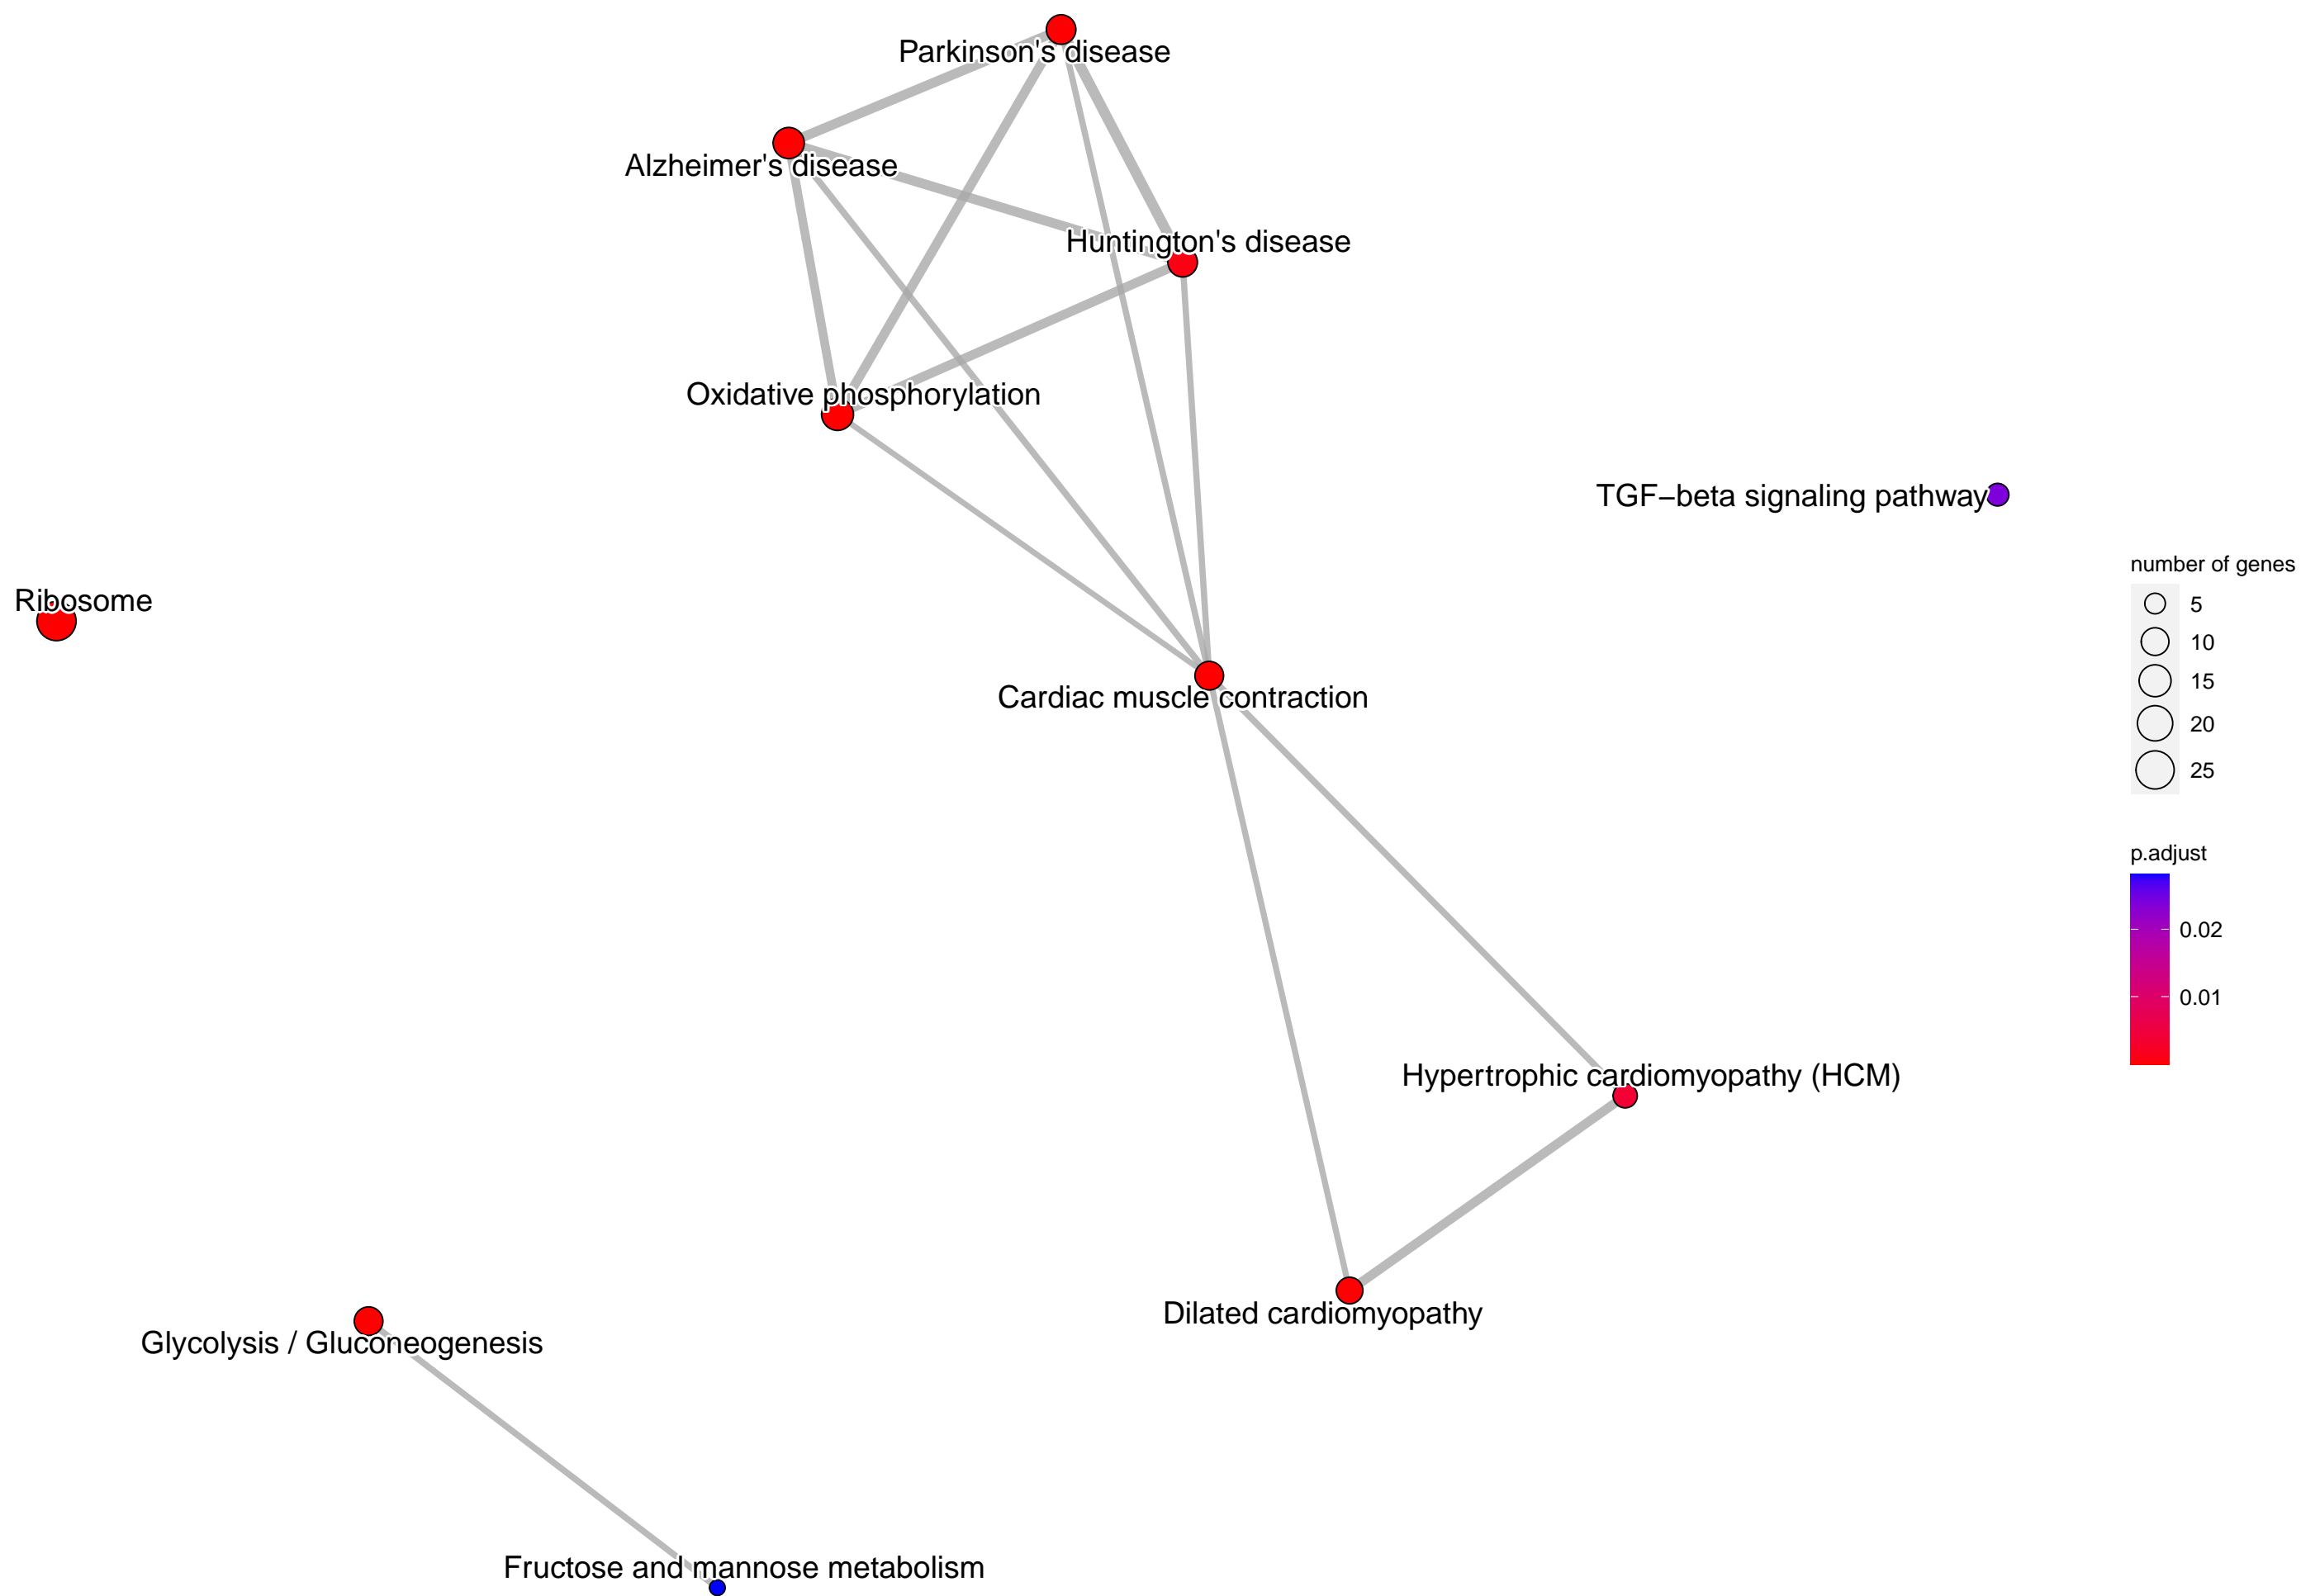 Parkinson's disease
Alzheimer's disease
Huntington's disease
Oxidative phosphorylation
TGF−beta signaling pathway
Ribosome
Cardiac muscle contraction
Hypertrophic cardiomyopathy (HCM)
Dilated cardiomyopathy
Glycolysis / Gluconeogenesis
Fructose and mannose metabolism
number of genes
5
10
15
20
25
p.adjust
0.02
0.01